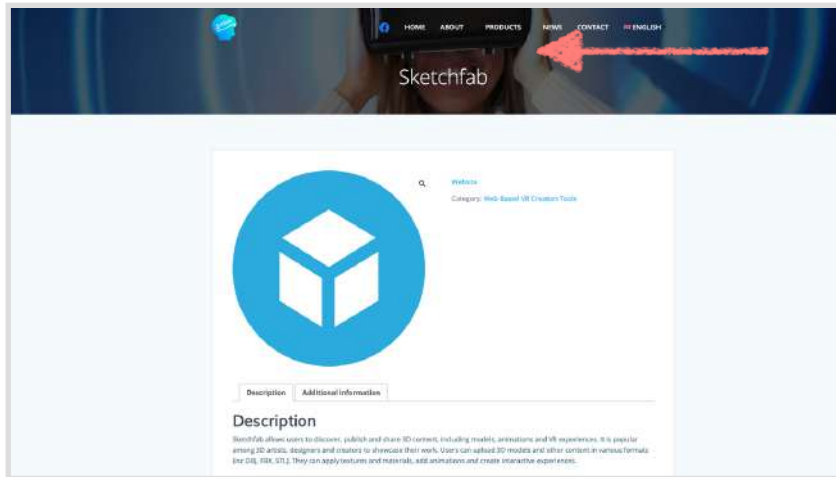 HOME ABOUT PRODUCTS NEWS CONTACT ENGLISH
Sketchfab
Website
Category: Web-Based VR Creators Tools
Description Additional information
Description
Sketchfab allows users to discover, publish and share 3D content, including models, animations and VR experiences. It is popular
among 3D artists, designers and creators to showcase their work. Users can upload 3D models and other content in various formats
OBJ, FBX, STL). They can apply textures and materials, add animations and create interactive experiences.